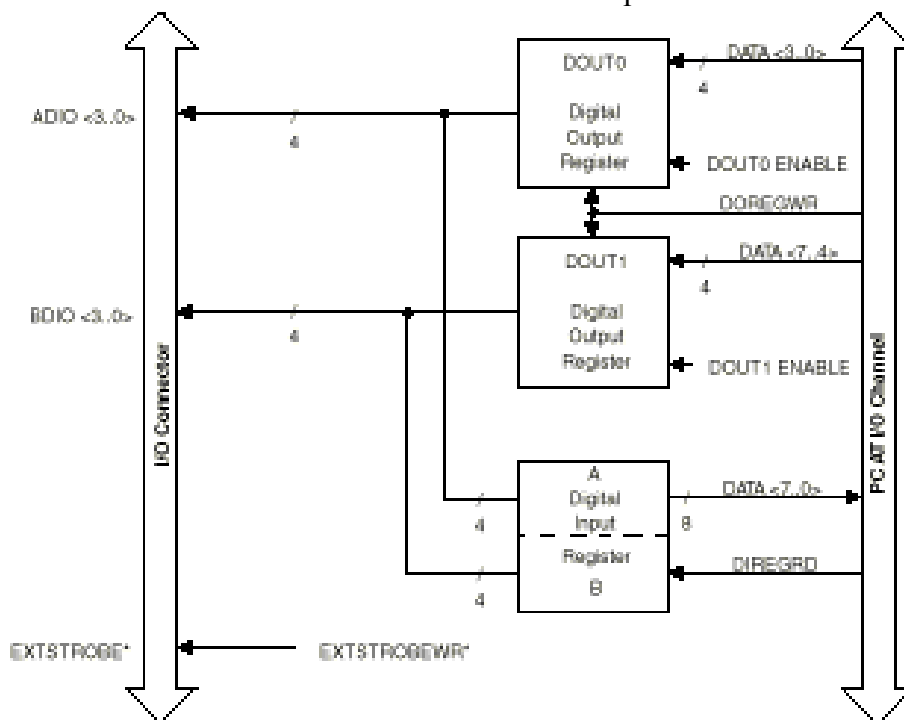 DATA <3..0>
DOUT0
4
ADIO <3..0>
4
Digital
Output
Register
DOUT0 ENABLE
DOREGWR
DATA <7..4>
DOUT1
4
BDIO <3..0>
4
Digital
Output
Register
DOUT1 ENABLE
I/O Connector
PC AT I/O Channel
A
Digital
Input
DATA <7..0>
4
8
Register
B
DIREGRD
4
EXTSTROBE*
EXTSTROBEWR*